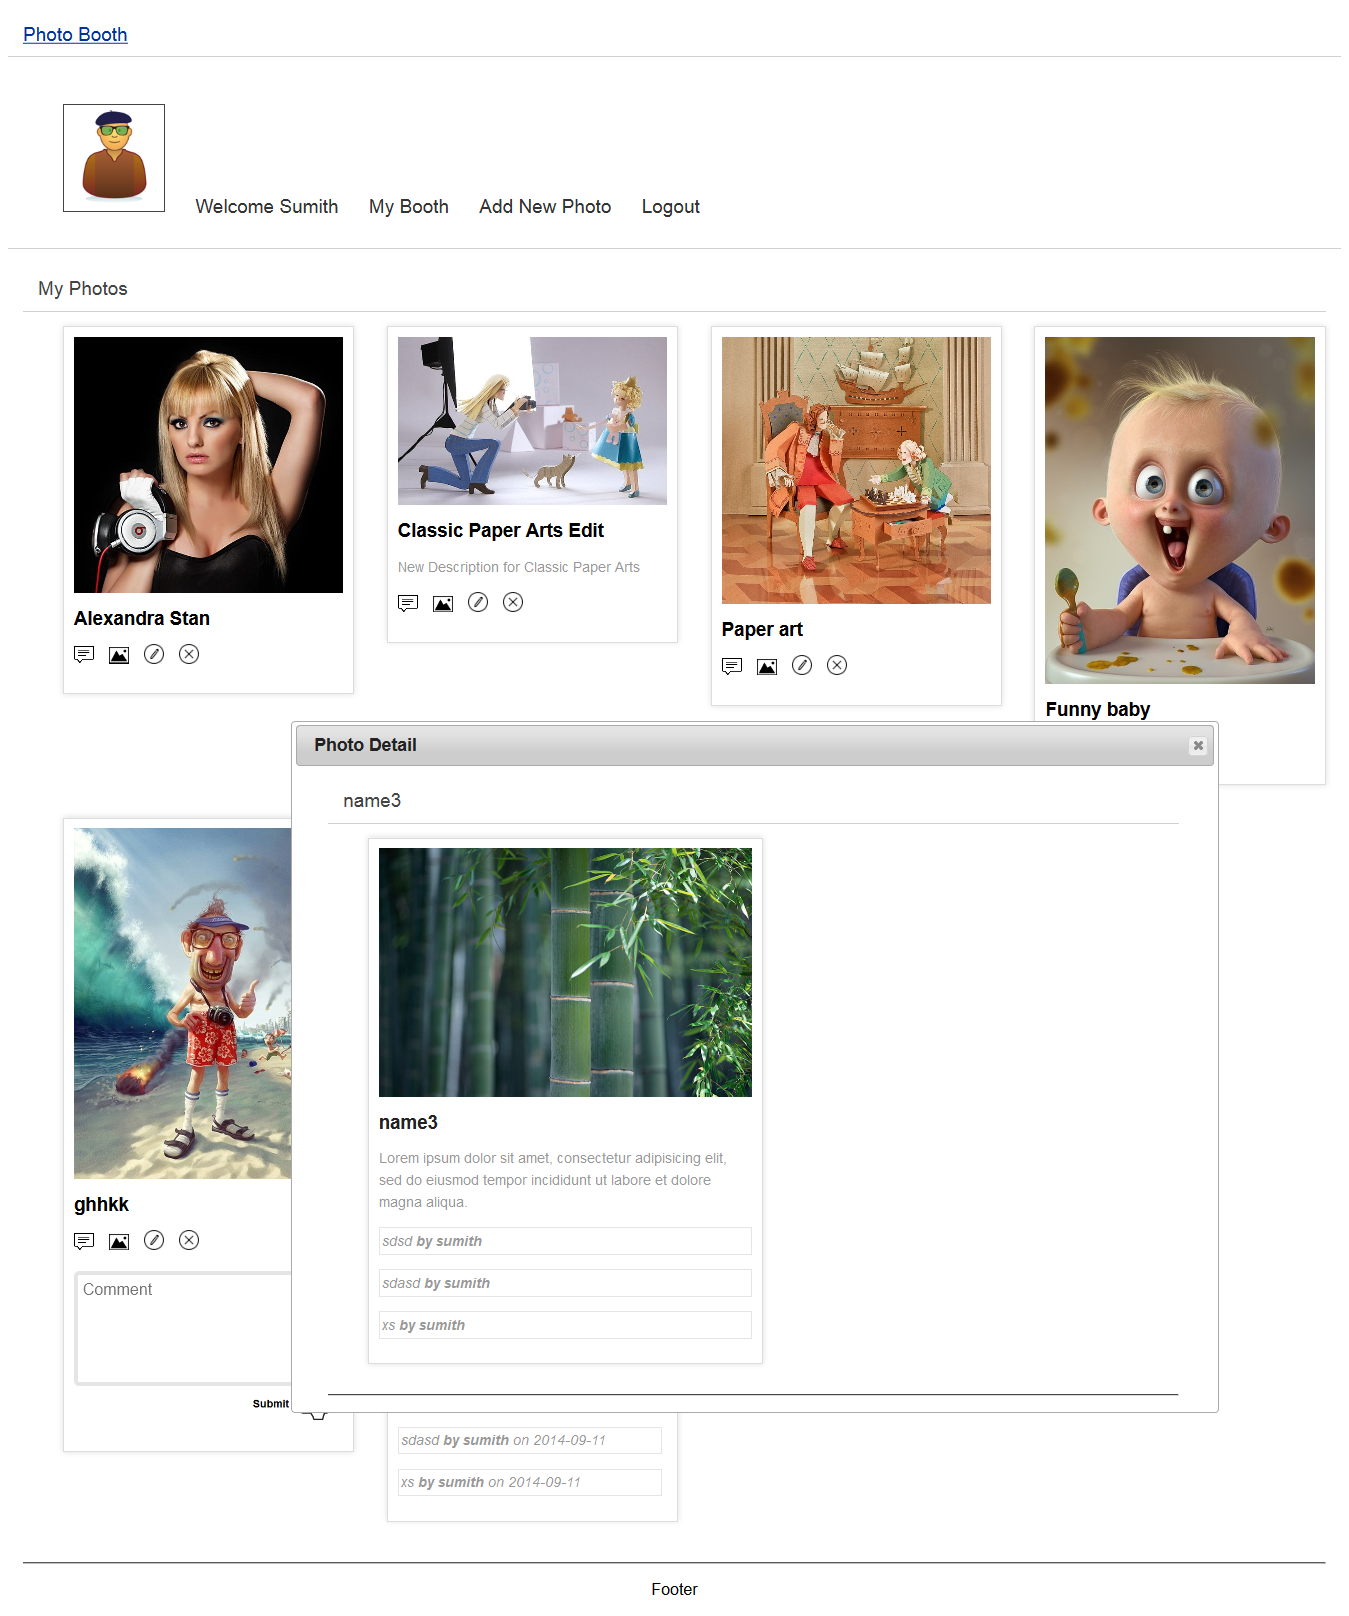 Photo Booth
Welcome Sumith My Booth Add New Photo Logout
My Photos
Alexandra Stan
Classic Paper Arts Edit
New Description for Classic Paper Arts
Paper art
Funny baby
Photo Detail
name3
name3
Lorem ipsum dolor sit amet, consectetur adipisicing elit,
sed do eiusmod tempor incididunt ut labore et dolore
magna aliqua.
sdsd by sumith
sdasd by sumith
xs by sumith
ghhkk
Comment
Submit
sdasd by sumith on 2014-09-11
xs by sumith on 2014-09-11
Footer